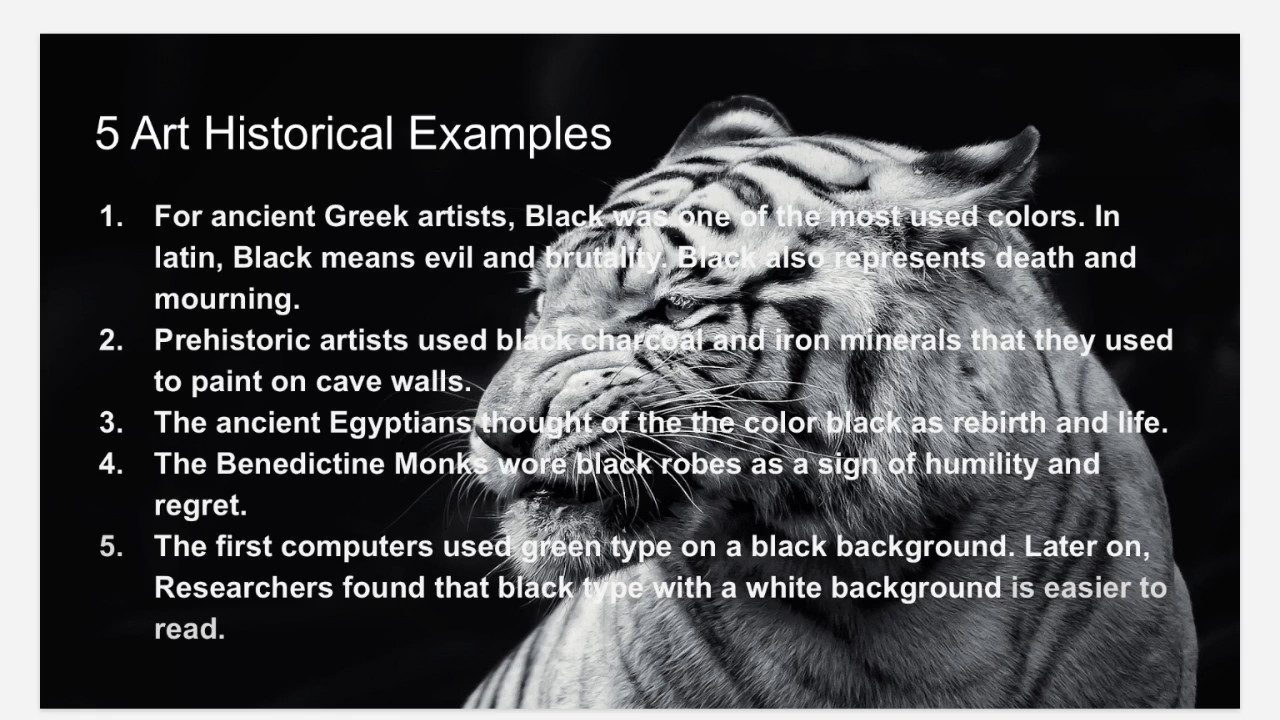 5 Art Historical Examples
1. For ancient Greek artists, Black was one of the most used colors. In
latin, Black means evil and brutality. Black also represents death and
mourning.
2. Prehistoric artists used black charcoal and iron minerals that they used
to paint on cave walls.
3. The ancient Egyptians thought of the the color black as rebirth and life.
4. The Benedictine Monks wore black robes as a sign of humility and
regret.
5. The first computers used green type on a black background. Later on,
Researchers found that black type with a white background is easier to
read.